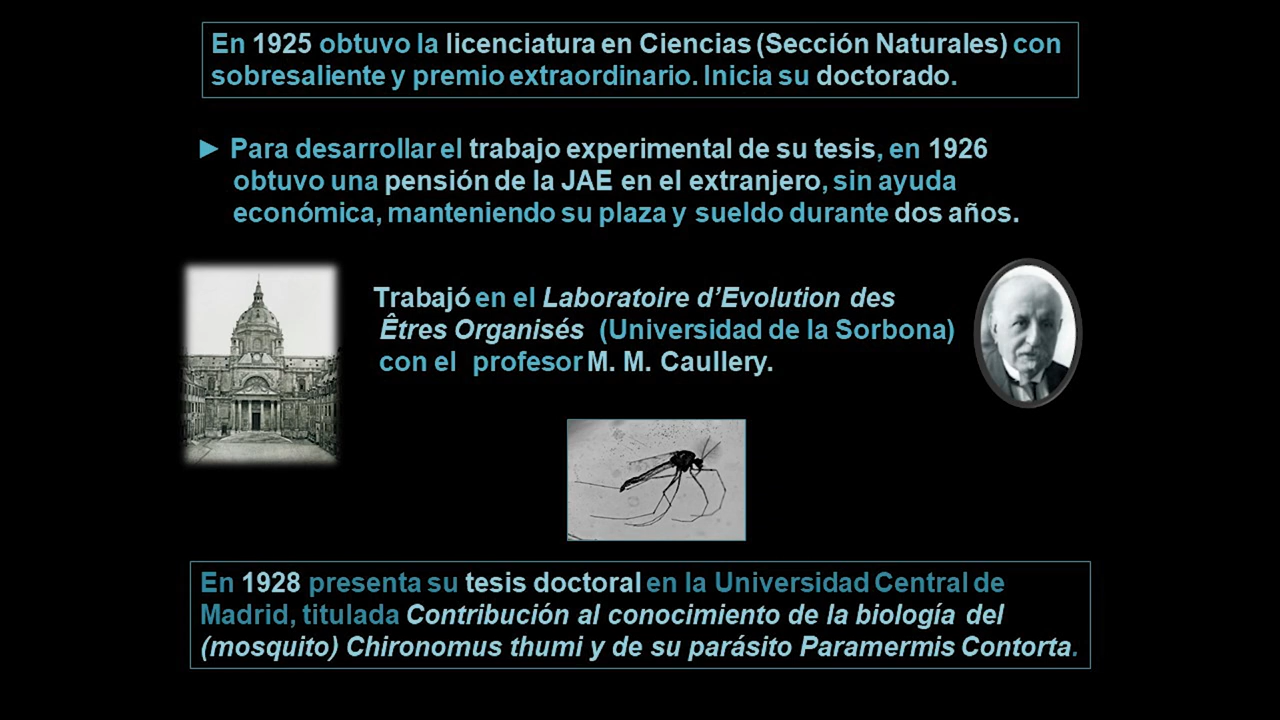 En 1925 obtuvo la licenciatura en Ciencias (Sección Naturales) con
sobresaliente y premio extraordinario. Inicia su doctorado.
► Para desarrollar el trabajo experimental de su tesis, en 1926
obtuvo una pensión de la JAE en el extranjero, sin ayuda
económica, manteniendo su plaza y sueldo durante dos años.
Trabajó en el Laboratoire d’Evolution des
Êtres Organisés (Universidad de la Sorbona)
con el profesor M. M. Caullery.
En 1928 presenta su tesis doctoral en la Universidad Central de
Madrid, titulada Contribución al conocimiento de la biología del
(mosquito) Chironomus thumi y de su parásito Paramermis Contorta.